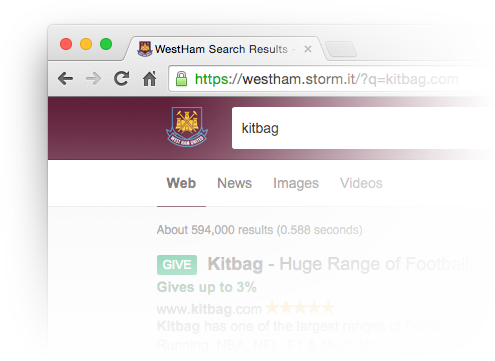 WestHam Search Results -
https://westham.storm.it/?q=kitbag.com
WEST HAM UNITED
kitbag
Web News Images Videos
About 594,000 results (0.588 seconds)
GIVE Kitbag - Huge Range of Football
Gives up to 3%
www.kitbag.com
Kitbag has one of the largest ranges of
Running, NBA, NFL, F1 &